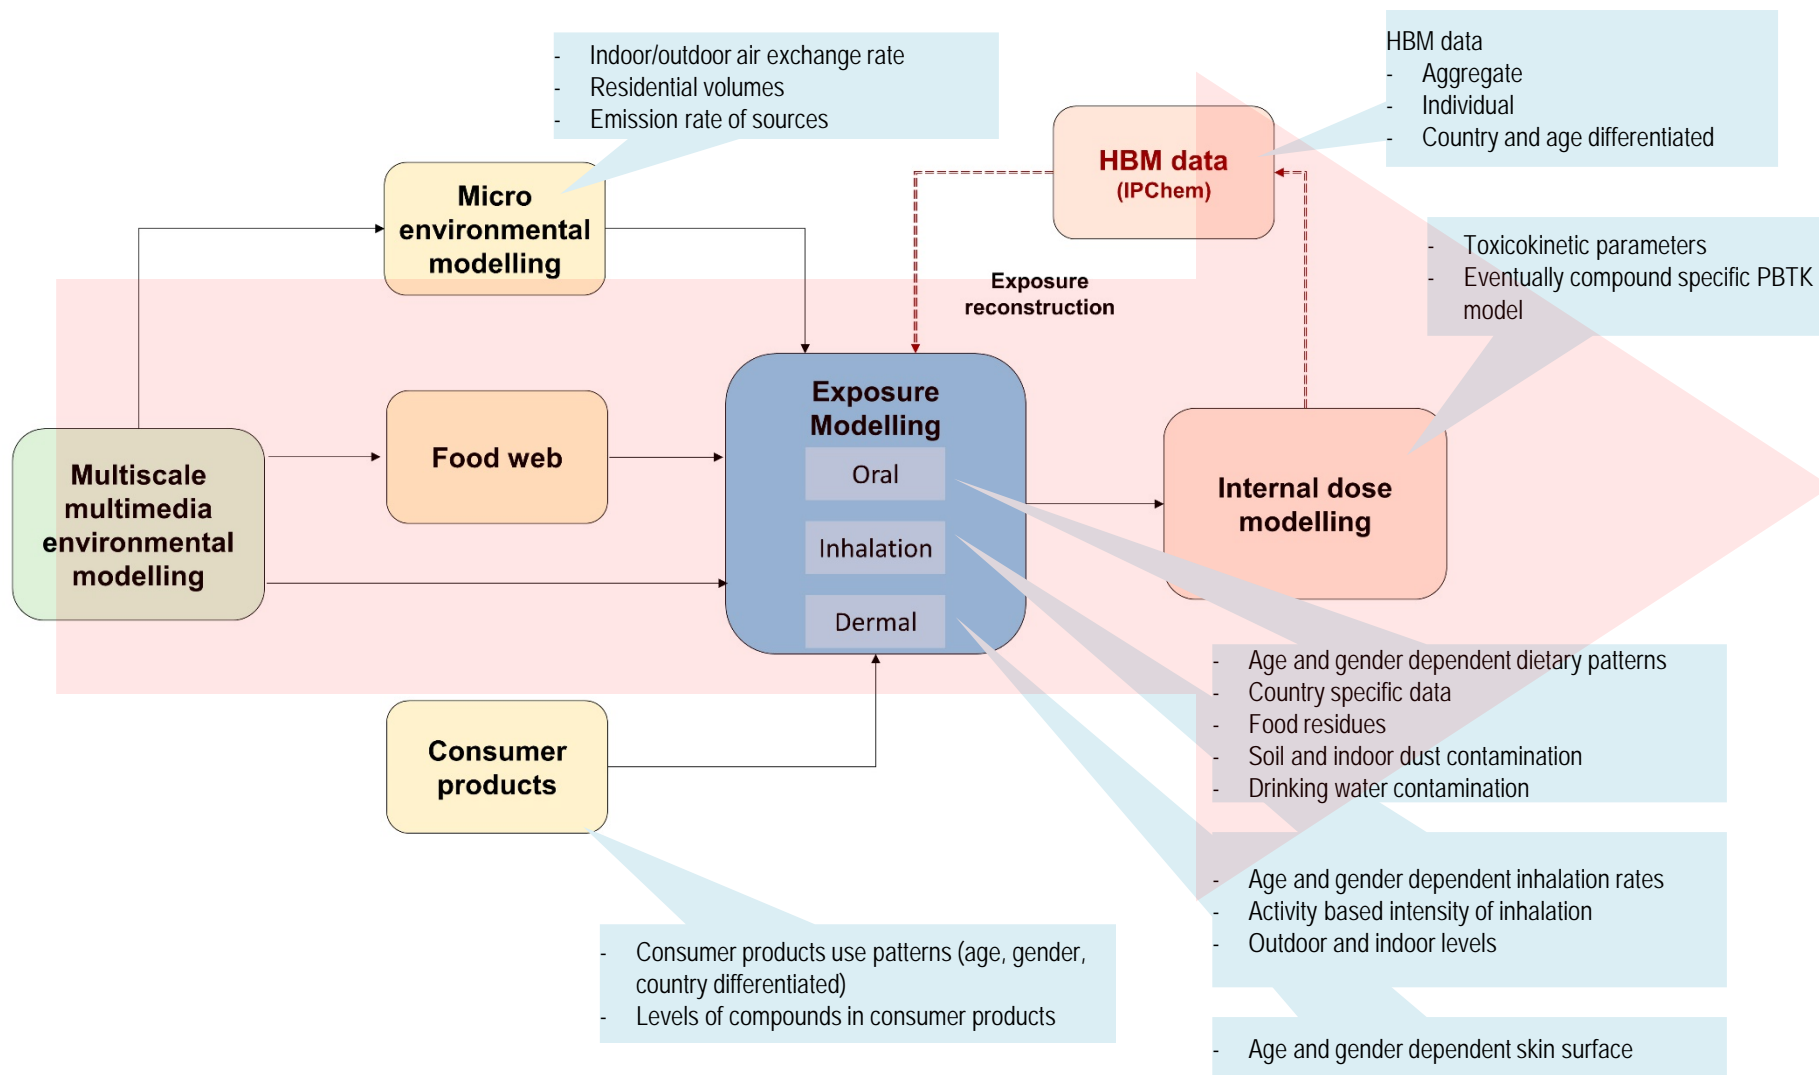 - Indoor/outdoor air exchange rate
- Residential volumes
- Emission rate of sources
HBM data
- Aggregate
- Individual
- Country and age differentiated
HBM data
(IPChem)
Micro
environmental
modelling
- Toxicokinetic parameters
- Eventually compound specific PBTK
model
Exposure
reconstruction
Exposure
Modelling
Oral
Inhalation
Dermal
Food web
Multiscale
multimedia
environmental
modelling
Internal dose
modelling
Consumer
products
- Age and gender dependent dietary patterns
- Country specific data
- Food residues
- Soil and indoor dust contamination
- Drinking water contamination
- Age and gender dependent inhalation rates
- Activity based intensity of inhalation
- Outdoor and indoor levels
- Consumer products use patterns (age, gender,
country differentiated)
- Levels of compounds in consumer products
- Age and gender dependent skin surface